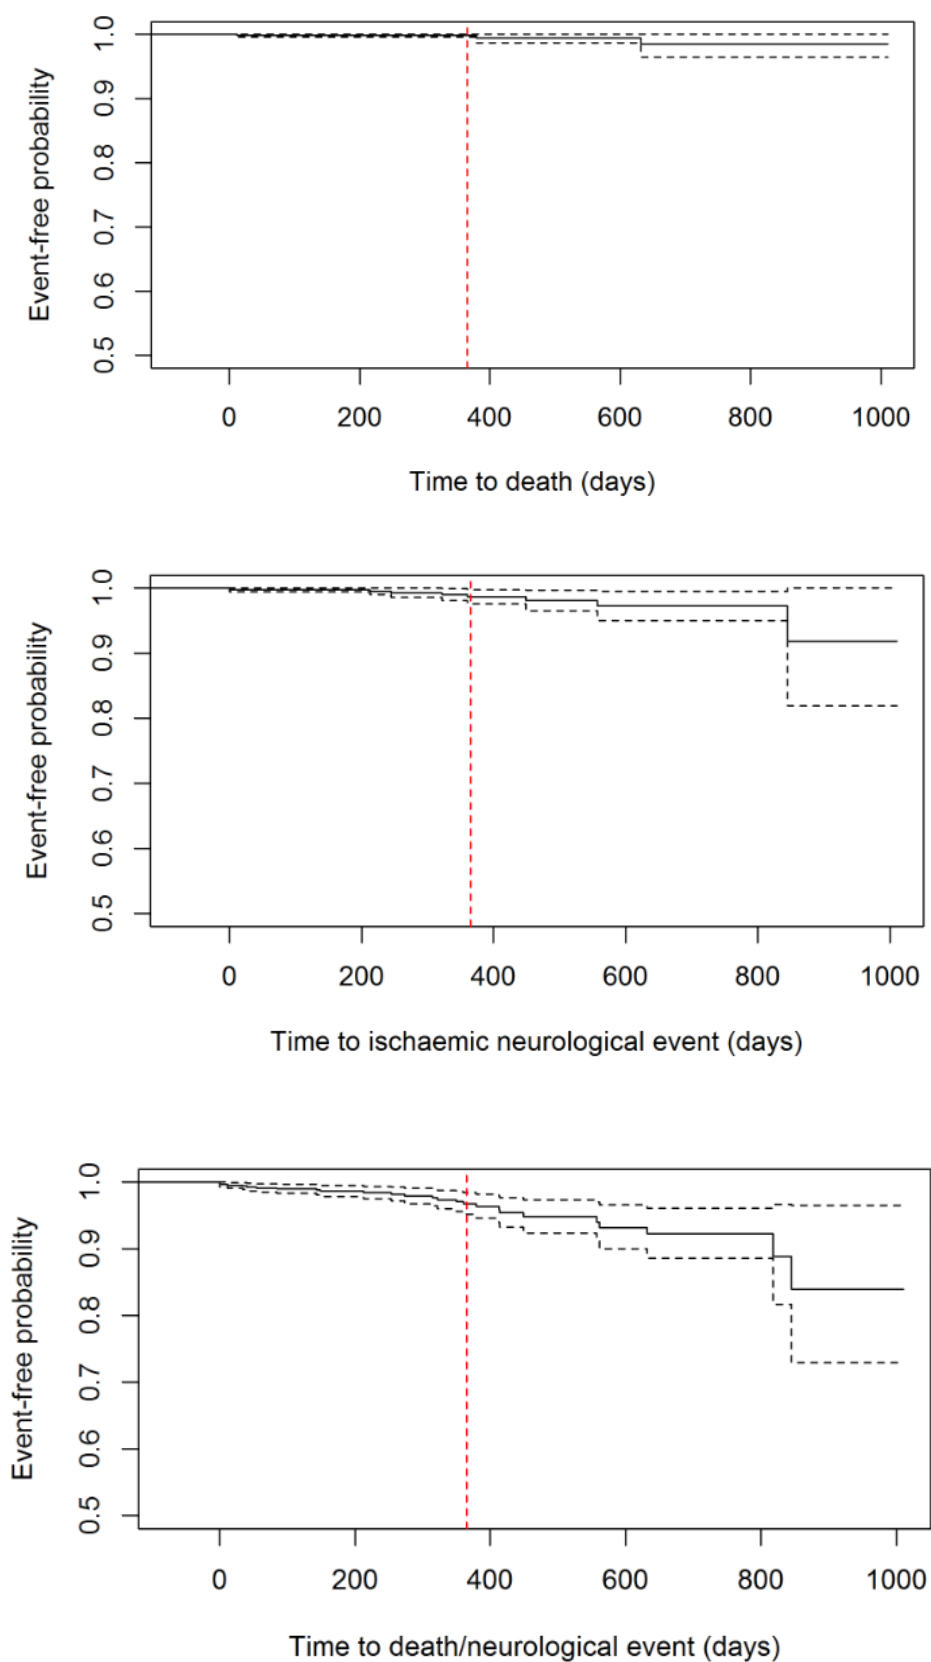 Event-free probability
1.0
0.9
0.8
0.7
0.6
0.5
0 200 400 600 800 1000
Time to death (days)
Event-free probability
1.0
0.9
0.8
0.7
0.6
0.5
0 200 400 600 800 1000
Time to ischaemic neurological event (days)
Event-free probability
1.0
0.9
0.8
0.7
0.6
0.5
0 200 400 600 800 1000
Time to death/neurological event (days)